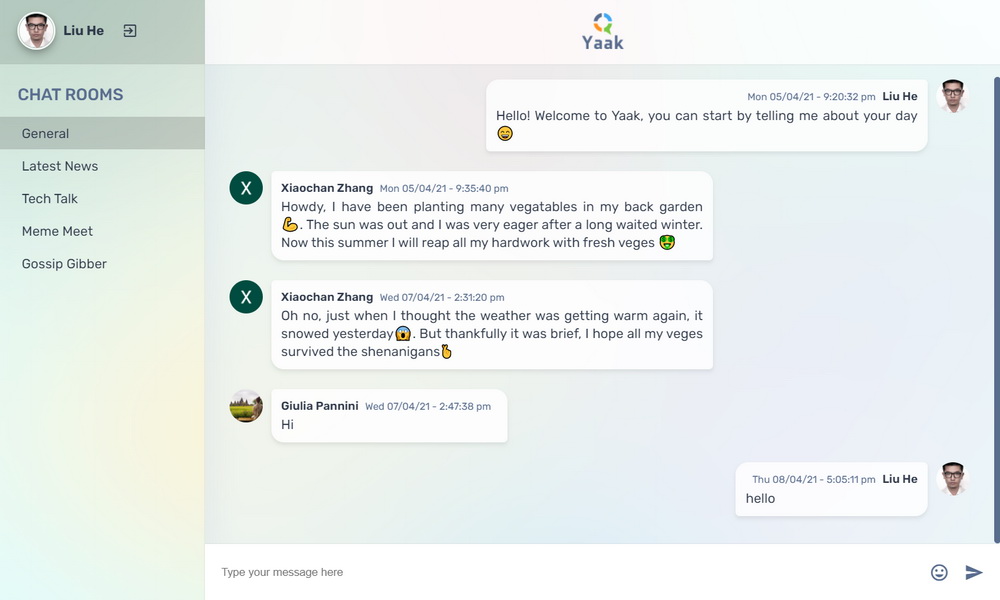 Liu He
Yaak
CHAT ROOMS
General
Latest News
Tech Talk
Meme Meet
Gossip Gibber
Mon 05/04/21 - 9:20:32 pm Liu He
Hello! Welcome to Yaak, you can start by telling me about your day
😄
X
Xiaochan Zhang Mon 05/04/21 - 9:35:40 pm
Howdy, I have been planting many vegatables in my back garden
💪. The sun was out and I was very eager after a long waited winter.
Now this summer I will reap all my hardwork with fresh veges 🤑
X
Xiaochan Zhang Wed 07/04/21 - 2:31:20 pm
Oh no, just when I thought the weather was getting warm again, it
snowed yesterday😱. But thankfully it was brief, I hope all my veges
survived the shenanigans🤞
Giulia Pannini Wed 07/04/21 - 2:47:38 pm
Hi
Thu 08/04/21 - 5:05:11 pm Liu He
hello
Type your message here